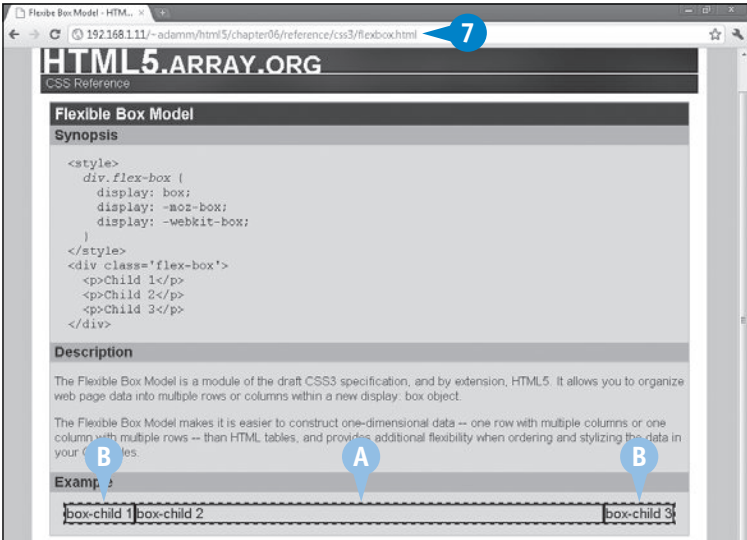 Flexibe Box Model - HTM...
192.168.1.11/~adamm/html5/chapter06/reference/css3/flexbox.html
7
HTML5.ARRAY.ORG
CSS Reference
Flexible Box Model
Synopsis
<style>
div.flex-box {
display: box;
display: -moz-box;
display: -webkit-box;
}
</style>
<div class='flex-box'>
<p>Child 1</p>
<p>Child 2</p>
<p>Child 3</p>
</div>
Description
The Flexible Box Model is a module of the draft CSS3 specification, and by extension, HTML5. It allows you to organize
web page data into multiple rows or columns within a new display: box object.
The Flexible Box Model makes it is easier to construct one-dimensional data -- one row with multiple columns or one
column with multiple rows -- than HTML tables, and provides additional flexibility when ordering and stylizing the data in
your
B
A
B
Example
box-child 1 box-child 2 box-child 3